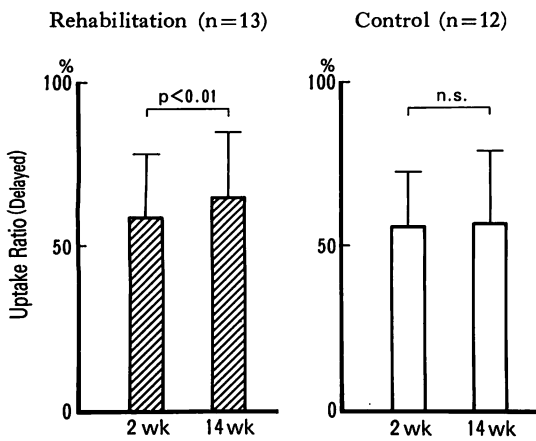 Rehabilitation (n=13)
Control (n=12)
%
100
p<0.01
50
0
2 wk
14 wk
Uptake Ratio (Delayed)
%
100
n.s.
50
0
2 wk
14 wk